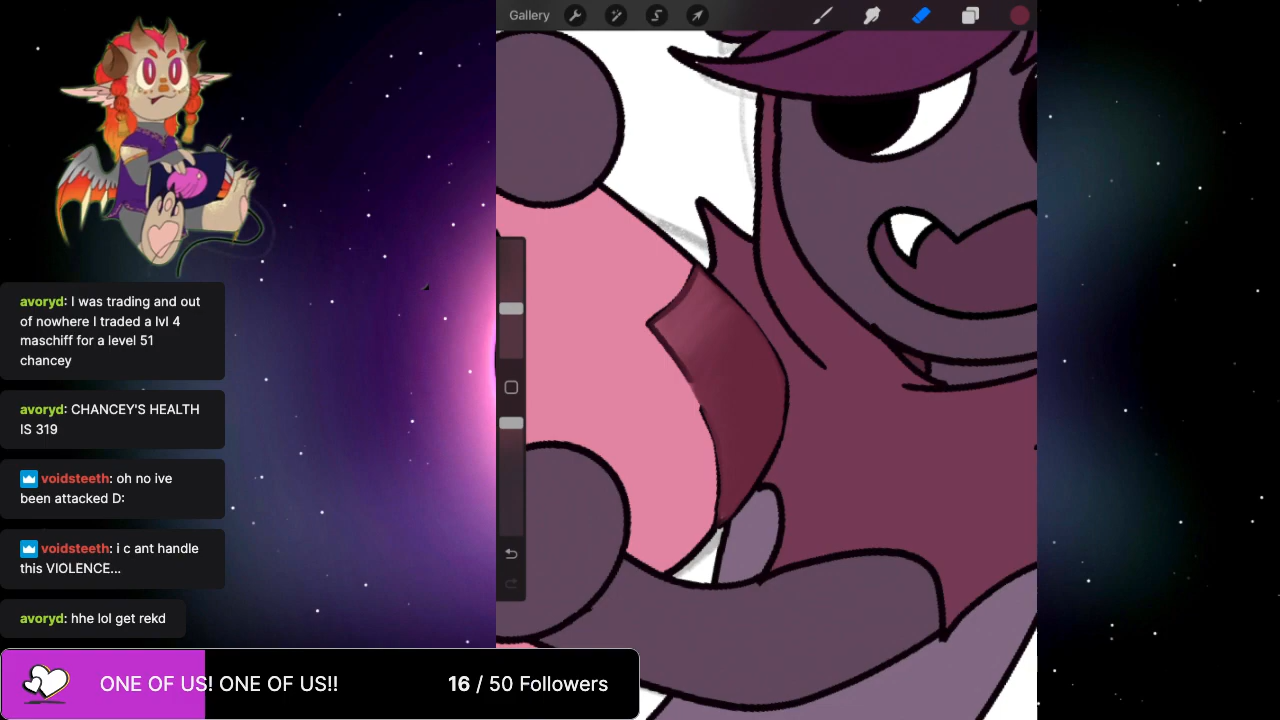 Gallery
avoryd: I was trading and out
of nowhere I traded a lvl 4
maschiff for a level 51
chancey
avoryd: CHANCEY'S HEALTH
IS 319
voidsteeth: oh no ive
been attacked D:
voidsteeth: i c ant handle
this VIOLENCE...
avoryd: hhe lol get rekd
ONE OF US! ONE OF US!! 16 / 50 Followers